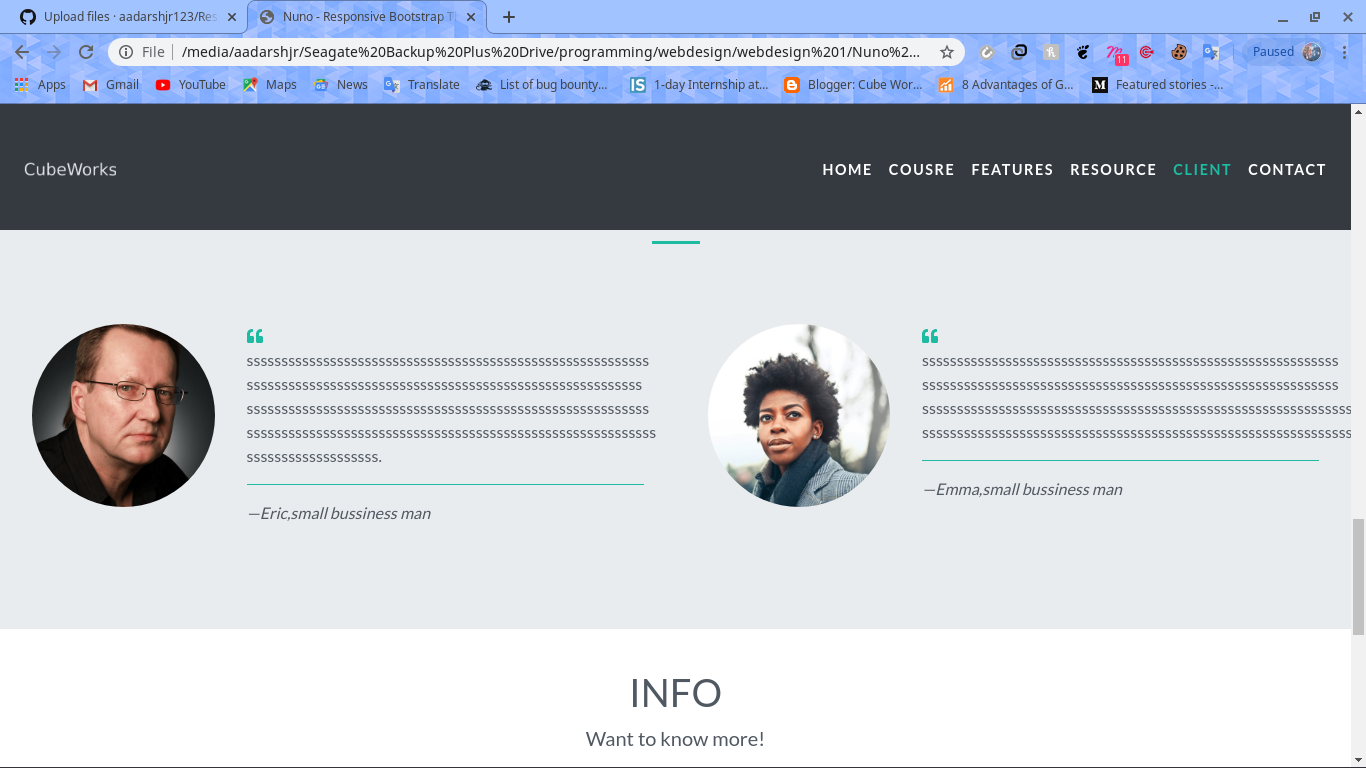 Upload files · aadarshjr123/Res
Nuno - Responsive Bootstrap T
File
/media/aadarshjr/Seagate%20Backup%20Plus%20Drive/programming/webdesign/webdesign%201/Nuno%2...
11
Paused
Apps
Gmail
YouTube
Maps
News
Translate
List of bug bounty...
1-day Internship at...
Blogger: Cube Wor...
8 Advantages of G...
Featured stories -...
CubeWorks
HOME COUSRE FEATURES RESOURCE CLIENT CONTACT
—Emma,small bussiness man
—Eric,small bussiness man
INFO
Want to know more!